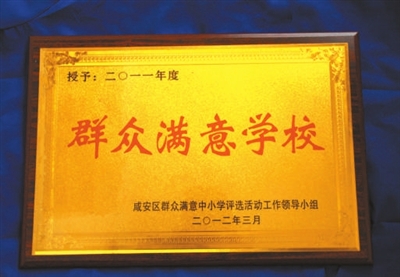 授予：二〇一一年度
群众满意学校
咸安区群众满意中小学评选活动工作领导小组
二〇一二年三月